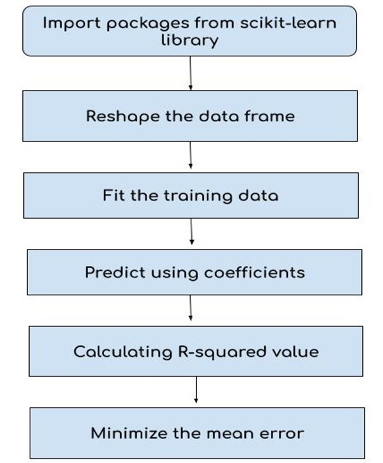 Import packages from scikit-learn
library
Reshape the data frame
Fit the training data
Predict using coefficients
Calculating R-squared value
Minimize the mean error